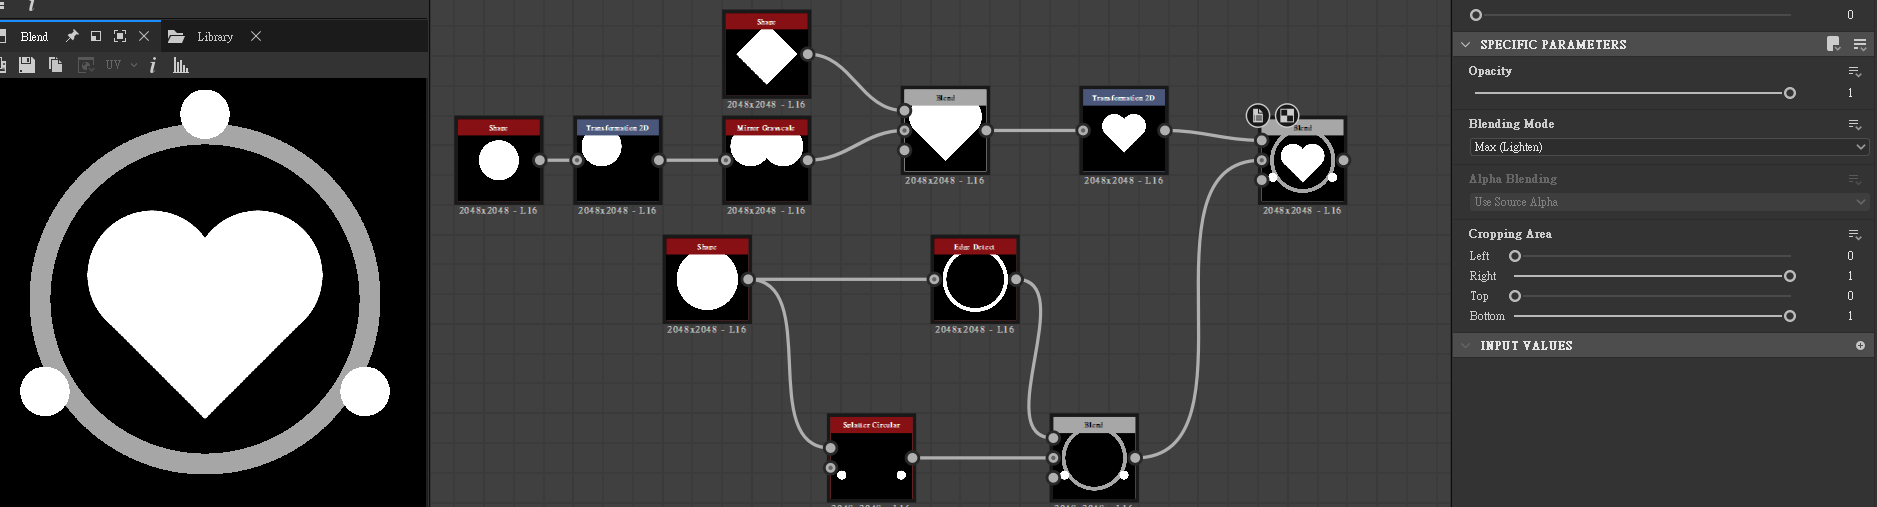 Blend
Library
UV
Shape
2048x2048 - L16
Shape
2048x2048 - L16
Transformation 2D
2048x2048 - L16
Mirror Grayscale
2048x2048 - L16
Blend
2048x2048 - L16
Transformation 2D
2048x2048 - L16
Blend
2048x2048 - L16
Shape
2048x2048 - L16
Edge Detect
2048x2048 - L16
Splatter Circular
Blend
0
SPECIFIC PARAMETERS
Opacity
1
Blending Mode
Max (Lighten)
Alpha Blending
Use Source Alpha
Cropping Area
Left 0
Right 1
Top 0
Bottom 1
INPUT VALUES